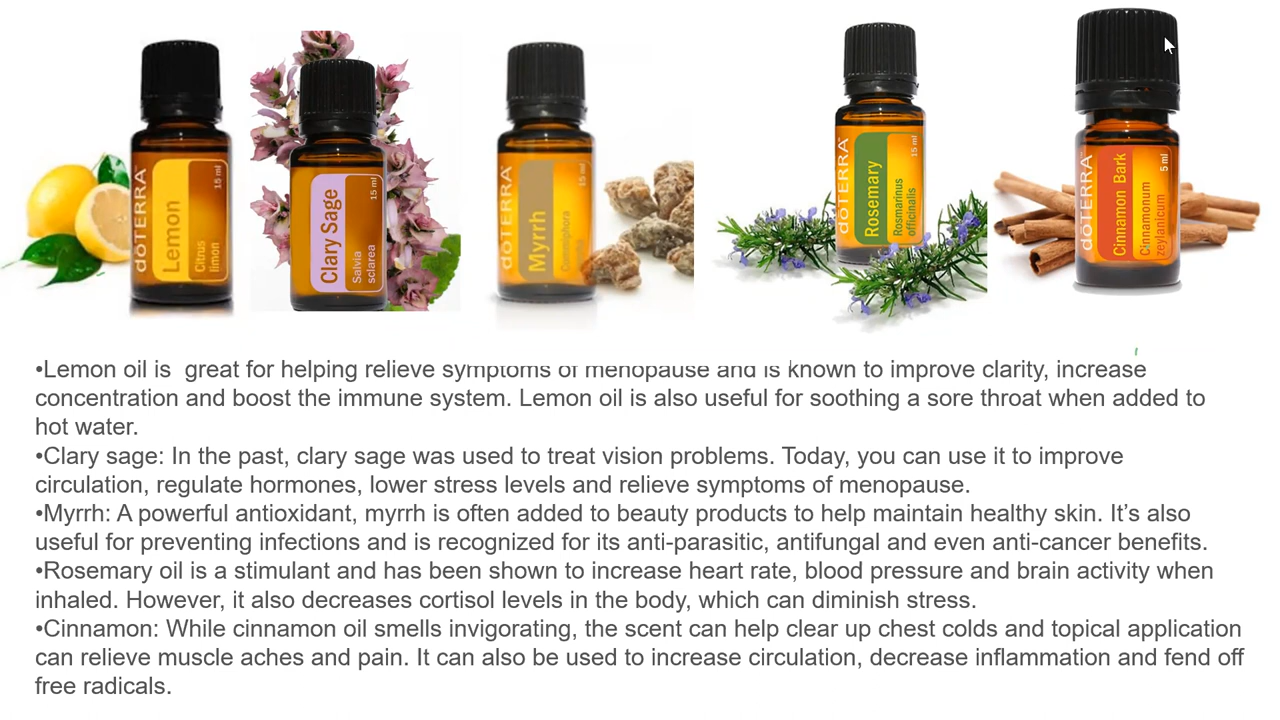 dōTERRA
Lemon
Citrus
limon
15 ml
Clary Sage
Salvia
sclarea
15 ml
dōTERRA
Myrrh
Commiphora
15 ml
dōTERRA™
Rosemary
Rosmarinus
officinalis
15 ml
dōTERRA™
Cinnamon Bark
Cinnamonum
zeylanicum
5 ml
•Lemon oil is  great for helping relieve symptoms of menopause and is known to improve clarity, increase
concentration and boost the immune system. Lemon oil is also useful for soothing a sore throat when added to
hot water.
•Clary sage: In the past, clary sage was used to treat vision problems. Today, you can use it to improve
circulation, regulate hormones, lower stress levels and relieve symptoms of menopause.
•Myrrh: A powerful antioxidant, myrrh is often added to beauty products to help maintain healthy skin. It’s also
useful for preventing infections and is recognized for its anti-parasitic, antifungal and even anti-cancer benefits.
•Rosemary oil is a stimulant and has been shown to increase heart rate, blood pressure and brain activity when
inhaled. However, it also decreases cortisol levels in the body, which can diminish stress.
•Cinnamon: While cinnamon oil smells invigorating, the scent can help clear up chest colds and topical application
can relieve muscle aches and pain. It can also be used to increase circulation, decrease inflammation and fend off
free radicals.